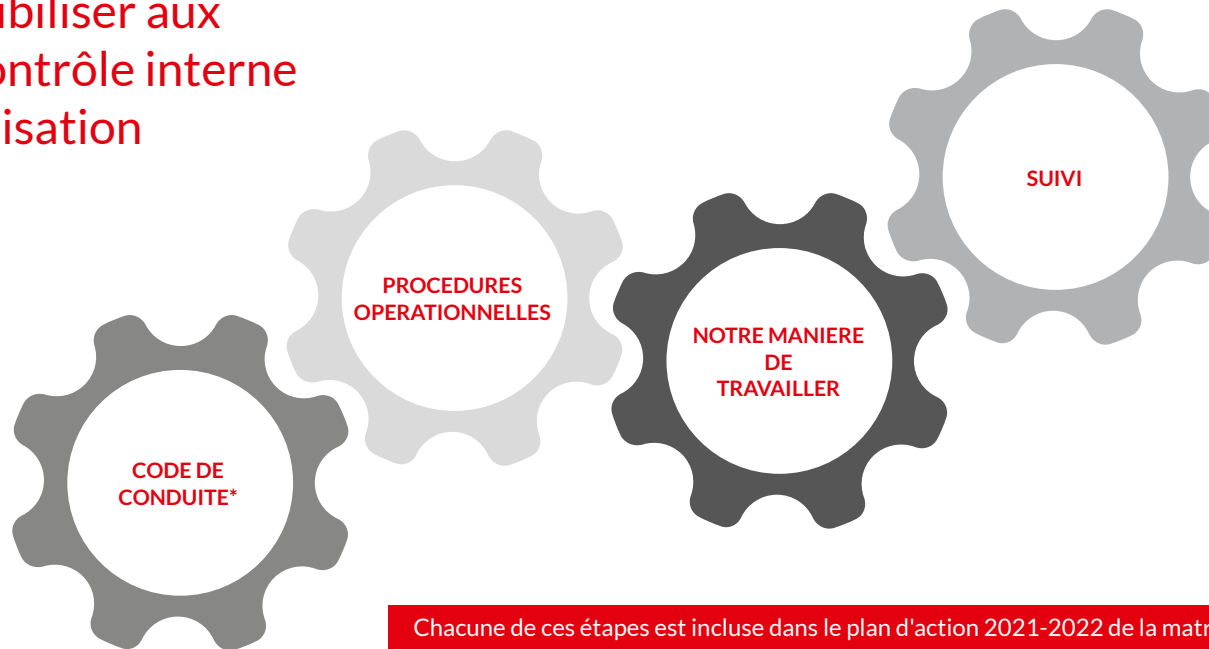 ibiliser aux
ontrôle interne
isation
SUIVI
PROCEDURES
OPERATIONNELLES
NOTRE MANIERE
DE
TRAVAILLER
CODE DE
CONDUITE*
Chacune de ces étapes est incluse dans le plan d'action 2021-2022 de la matr